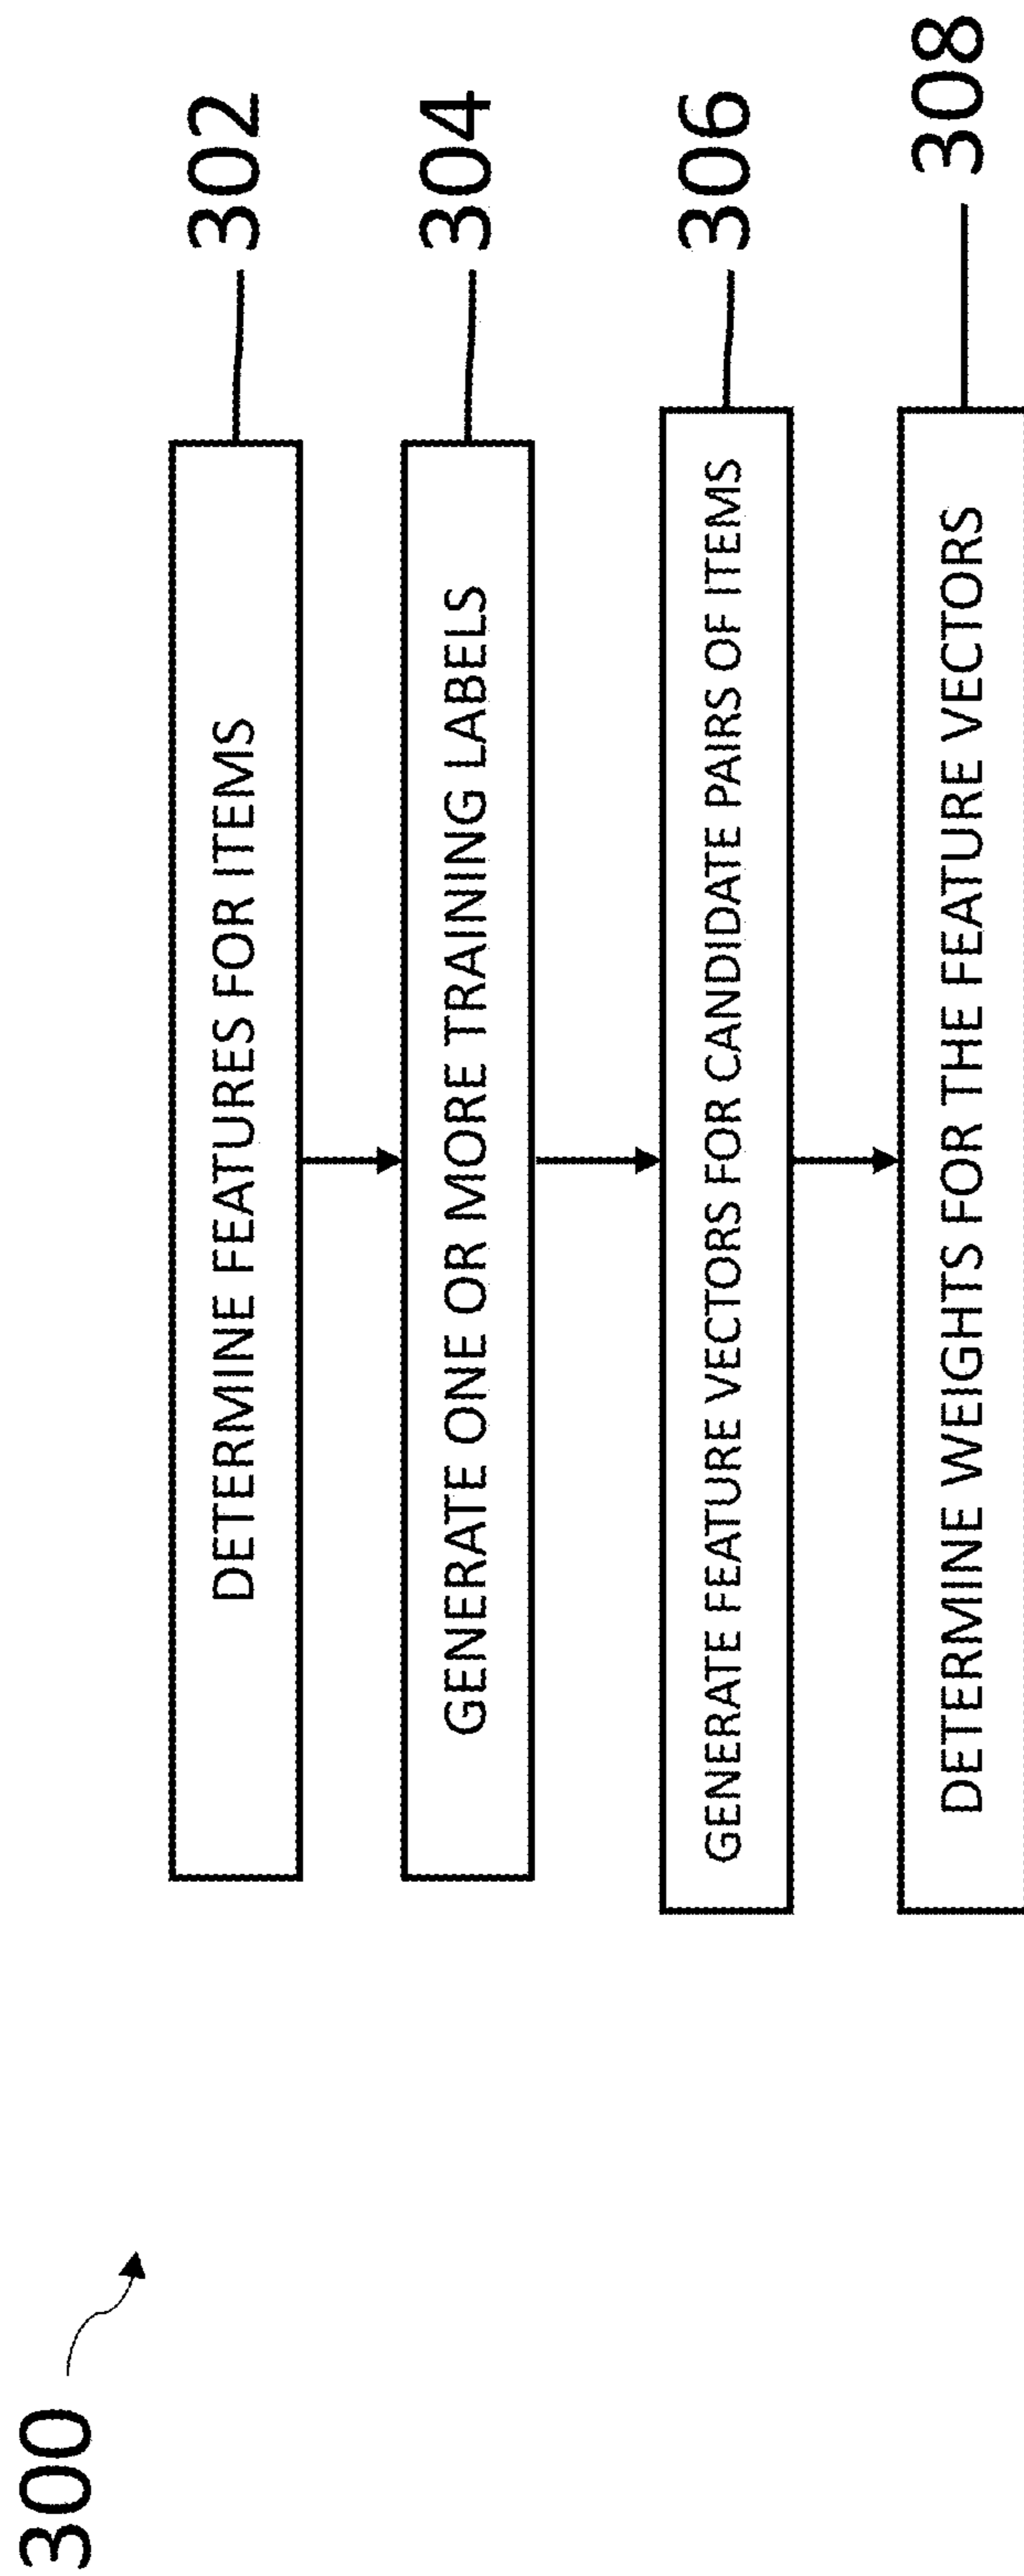 300
DETERMINE FEATURES FOR ITEMS
302
GENERATE ONE OR MORE TRAINING LABELS
304
GENERATE FEATURE VECTORS FOR CANDIDATE PAIRS OF ITEMS
306
DETERMINE WEIGHTS FOR THE FEATURE VECTORS
308